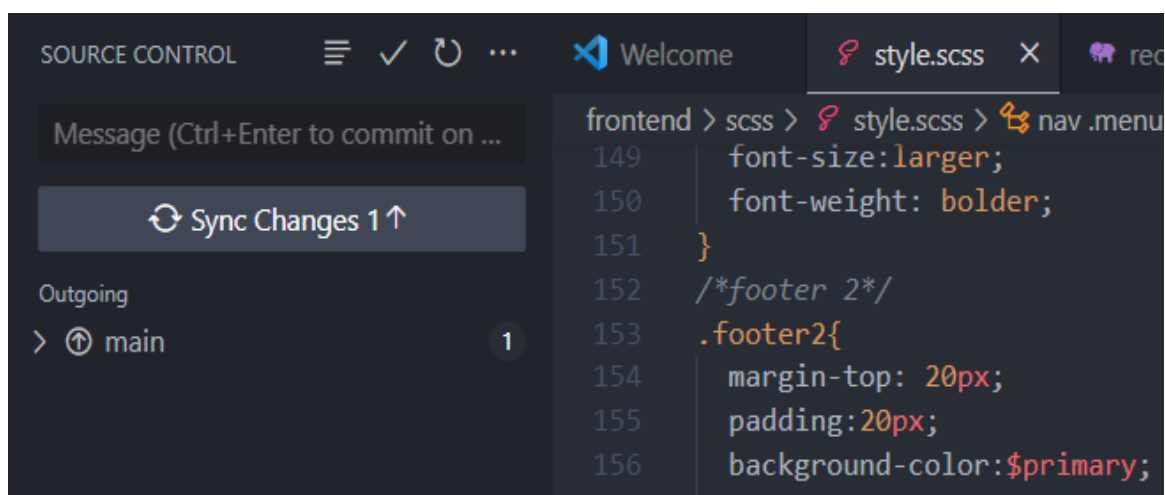 SOURCE CONTROL
Message (Ctrl+Enter to commit on ...
Sync Changes 1↑
Outgoing
main 1
Welcome style.scss rec
frontend > scss > style.scss > nav .menu
149 font-size:larger;
150 font-weight: bolder;
151 }
152 /*footer 2*/
153 .footer2{
154 margin-top: 20px;
155 padding:20px;
156 background-color:$primary;